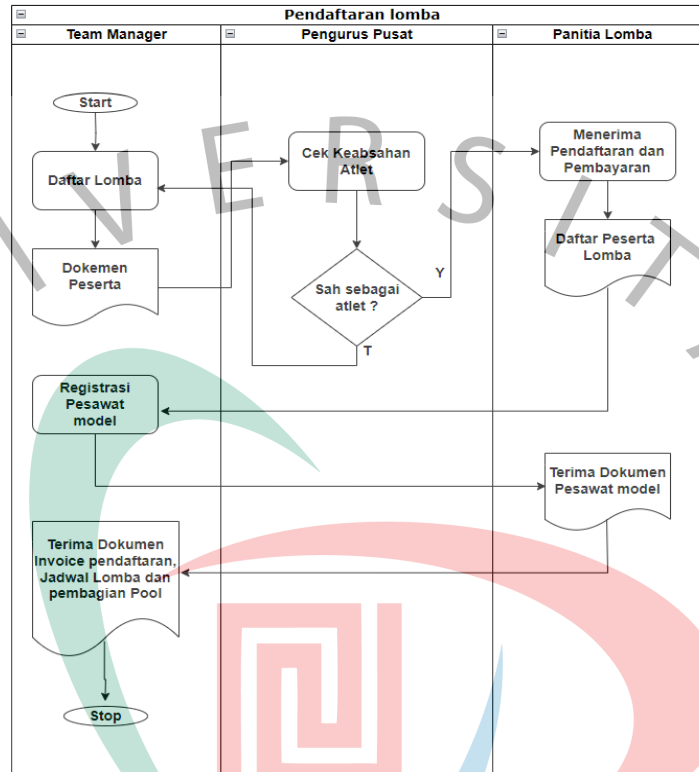 Pendaftaran lomba
Team Manager
Pengurus Pusat
Panitia Lomba
Start
Daftar Lomba
Dokemen
Peserta
Cek Keabsahan
Atlet
Sah sebagai
atlet ?
Y
T
Menerima
Pendaftaran dan
Pembayaran
Daftar Peserta
Lomba
Registrasi
Pesawat
model
Terima Dokumen
Pesawat model
Terima Dokumen
Invoice pendaftaran,
Jadwal Lomba dan
pembagian Pool
Stop
IVERSITA